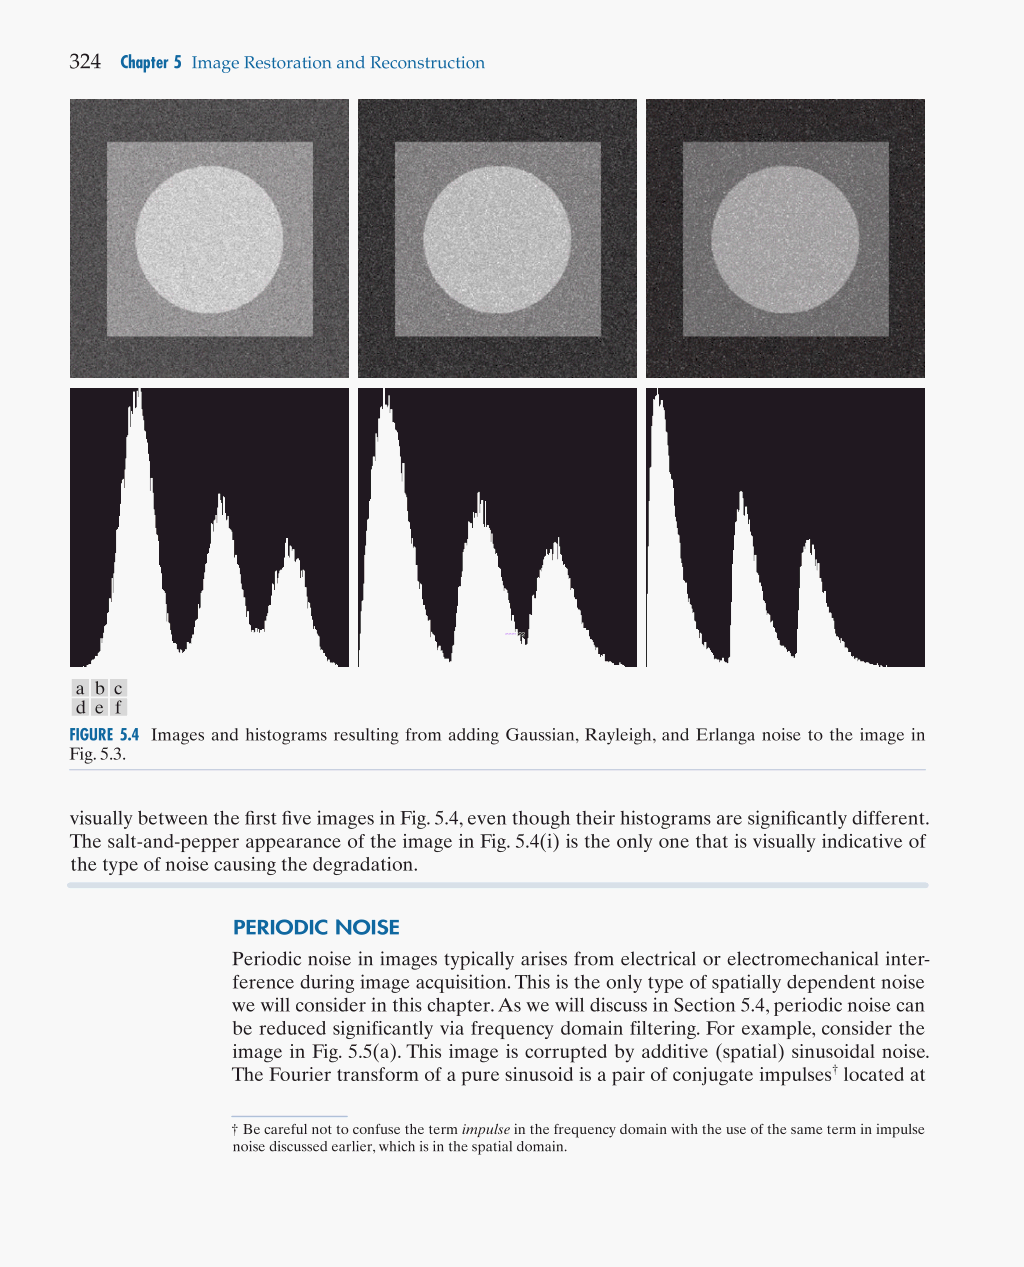 324 Chapter 5 Image Restoration and Reconstruction
a b c
d e f
FIGURE 5.4 Images and histograms resulting from adding Gaussian, Rayleigh, and Erlanga noise to the image in
Fig. 5.3.
visually between the first five images in Fig. 5.4, even though their histograms are significantly different.
The salt-and-pepper appearance of the image in Fig. 5.4(i) is the only one that is visually indicative of
the type of noise causing the degradation.
PERIODIC NOISE
Periodic noise in images typically arises from electrical or electromechanical inter-
ference during image acquisition. This is the only type of spatially dependent noise
we will consider in this chapter. As we will discuss in Section 5.4, periodic noise can
be reduced significantly via frequency domain filtering. For example, consider the
image in Fig. 5.5(a). This image is corrupted by additive (spatial) sinusoidal noise.
The Fourier transform of a pure sinusoid is a pair of conjugate impulses† located at
† Be careful not to confuse the term impulse in the frequency domain with the use of the same term in impulse
noise discussed earlier, which is in the spatial domain.